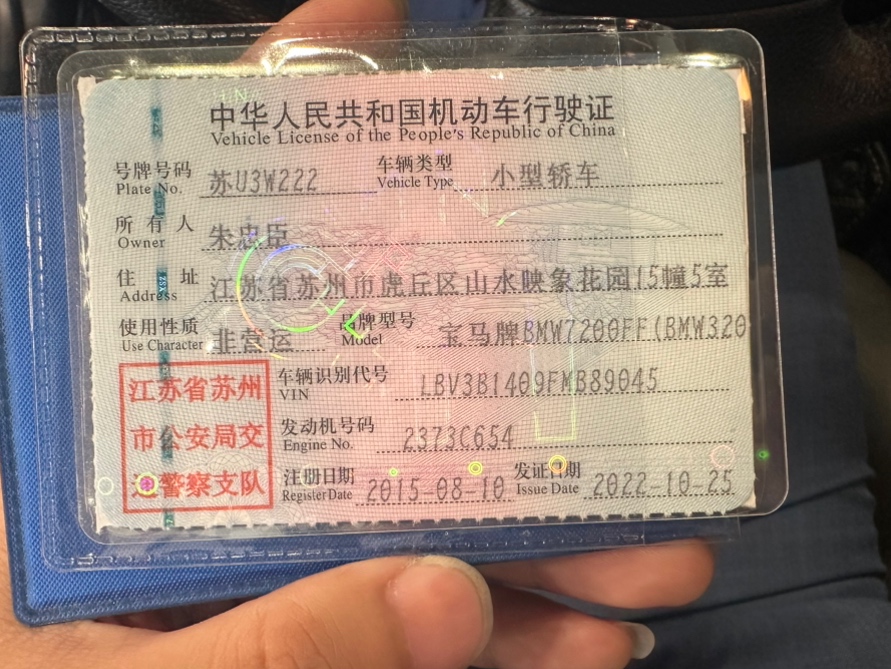 中华人民共和国机动车行驶证
Vehicle License of the People's Republic of China
号牌号码 苏U3W222 车辆类型 小型轿车
Plate No. Vehicle Type
所有人 朱忠臣
Owner
住址 江苏省苏州市虎丘区山水映象花园15幢5室
Address
使用性质 非营运 品牌型号 宝马牌BMW7200FF(BMW320
Use Character Model
江苏省苏州
市公安局交
通警察支队
车辆识别代号 LBV3B1409FMB89045
VIN
发动机号码 2373C654
Engine No.
注册日期 2015-08-10 发证日期 2022-10-25
Register Date Issue Date